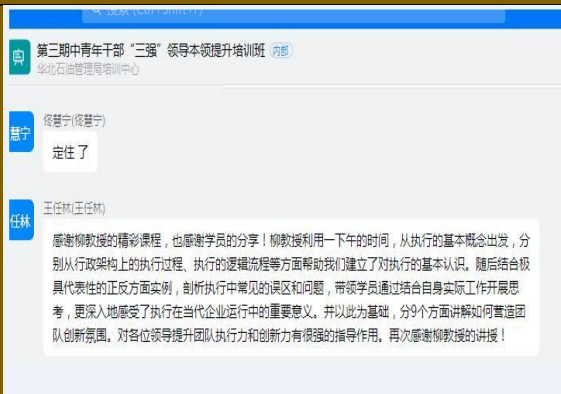 搜索 (Ctrl+Shift+F)
第三期中青年干部“三强”领导本领提升培训班 内部
华北石油管理局培训中心
佟慧宁(佟慧宁)
慧宁
定住了
王任林(王任林)
任林
感谢柳教授的精彩课程，也感谢学员的分享！柳教授利用一下午的时间，从执行的基本概念出发，分
别从行政架构上的执行过程、执行的逻辑流程等方面帮助我们建立了对执行的基本认识。随后结合极
具代表性的正反方面实例，剖析执行中常见的误区和问题，带领学员通过结合自身实际工作开展思
考，更深入地感受了执行在当代企业运行中的重要意义。并以此为基础，分9个方面讲解如何营造团
队创新氛围。对各位领导提升团队执行力和创新力有很强的指导作用。再次感谢柳教授的讲授！